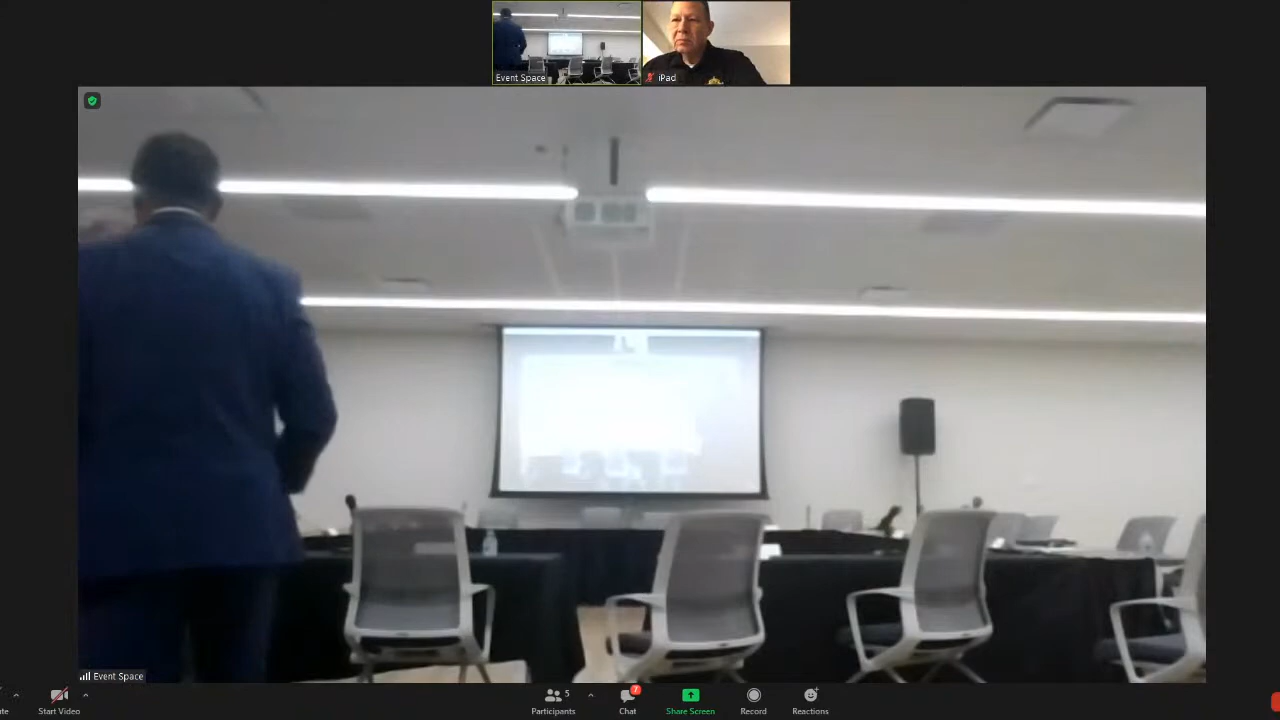 Event Space
iPad
Event Space
Start Video
5
Participants
7
Chat
Share Screen
Record
Reactions